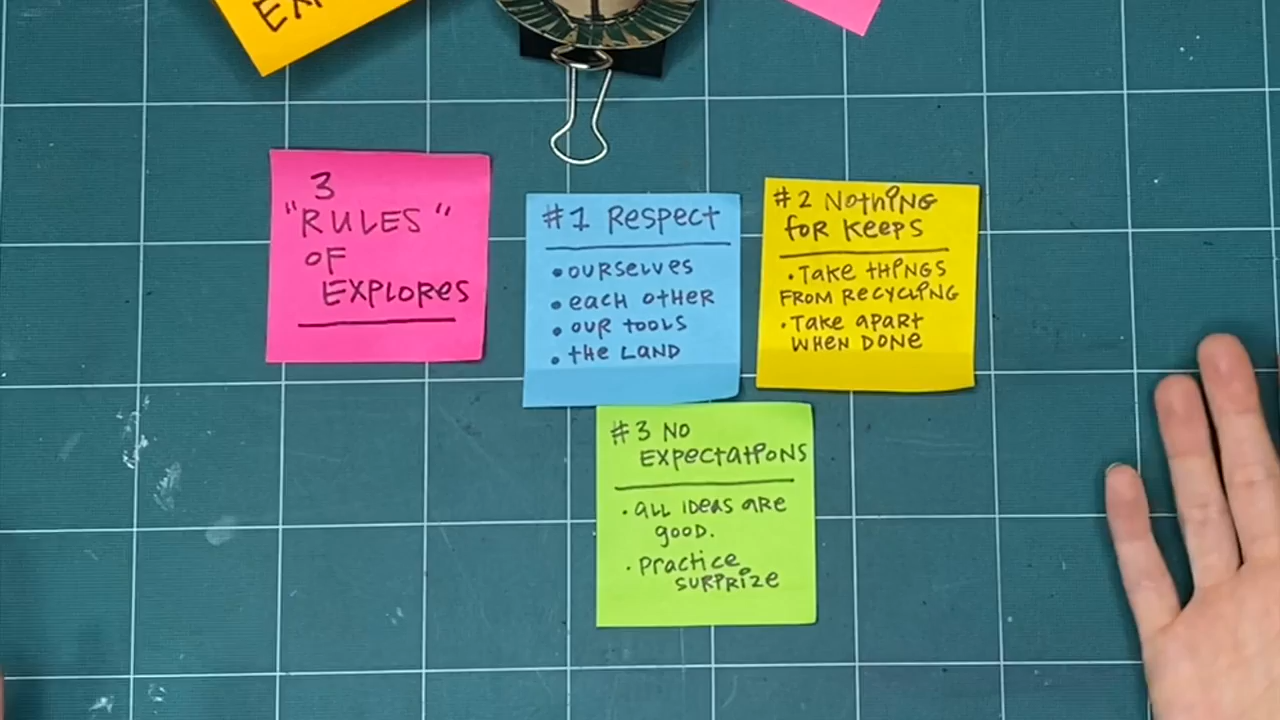 3
"RULES"
OF
EXPLORES
#1 Respect
• OURSELVES
• each other
• our tools
• the LAND
#2 Nothing
for Keeps
• Take things
FROM RecycLing
• Take apart
WHEN DONE
#3 NO
Expectations
• all ideas are
good.
• Practice
SURPRIZE